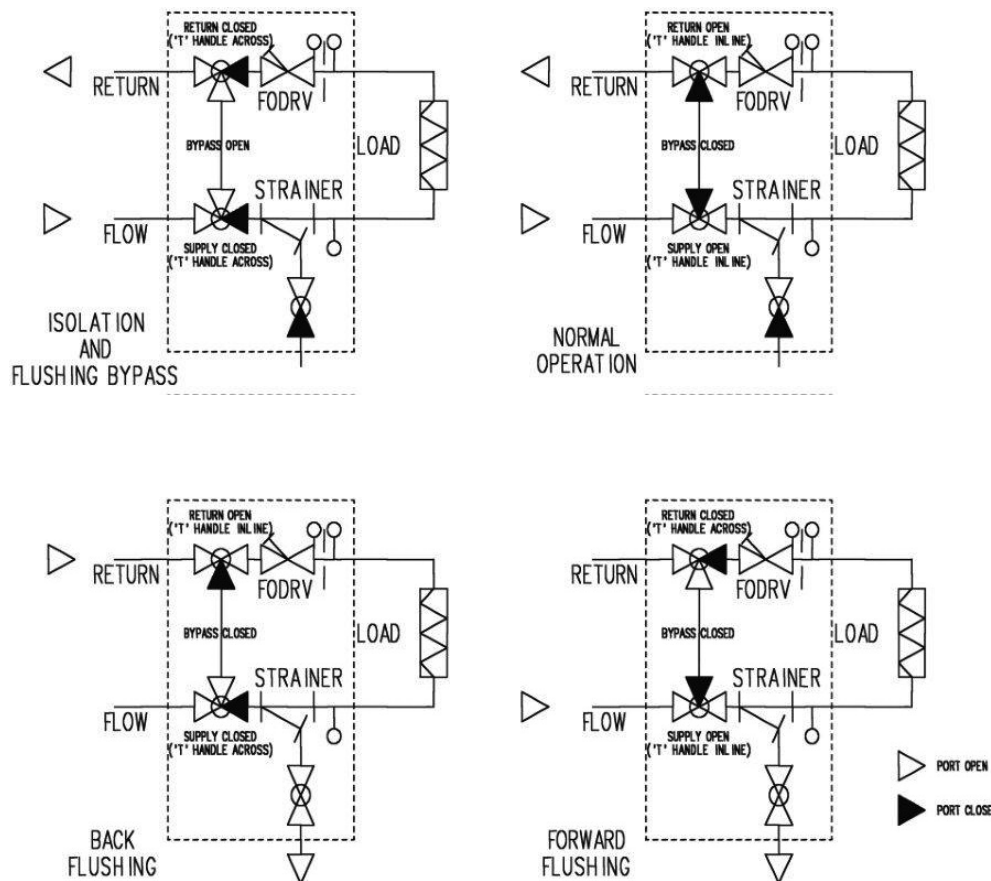 RETURN CLOSED
('T' HANDLE ACROSS)
RETURN
FODRV
BYPASS OPEN
LOAD
STRAINER
FLOW
SUPPLY CLOSED
('T' HANDLE ACROSS)
ISOLATION
AND
FLUSHING BYPASS
RETURN OPEN
('T' HANDLE INLINE)
RETURN
FODRV
BYPASS CLOSED
LOAD
STRAINER
FLOW
SUPPLY OPEN
('T' HANDLE INLINE)
NORMAL
OPERATION
RETURN OPEN
('T' HANDLE INLINE)
RETURN
FODRV
BYPASS CLOSED
LOAD
STRAINER
FLOW
SUPPLY CLOSED
('T' HANDLE ACROSS)
BACK
FLUSHING
RETURN CLOSED
('T' HANDLE ACROSS)
RETURN
FODRV
BYPASS CLOSED
LOAD
STRAINER
FLOW
SUPPLY OPEN
('T' HANDLE INLINE)
FORWARD
FLUSHING
PORT OPEN
PORT CLOSE